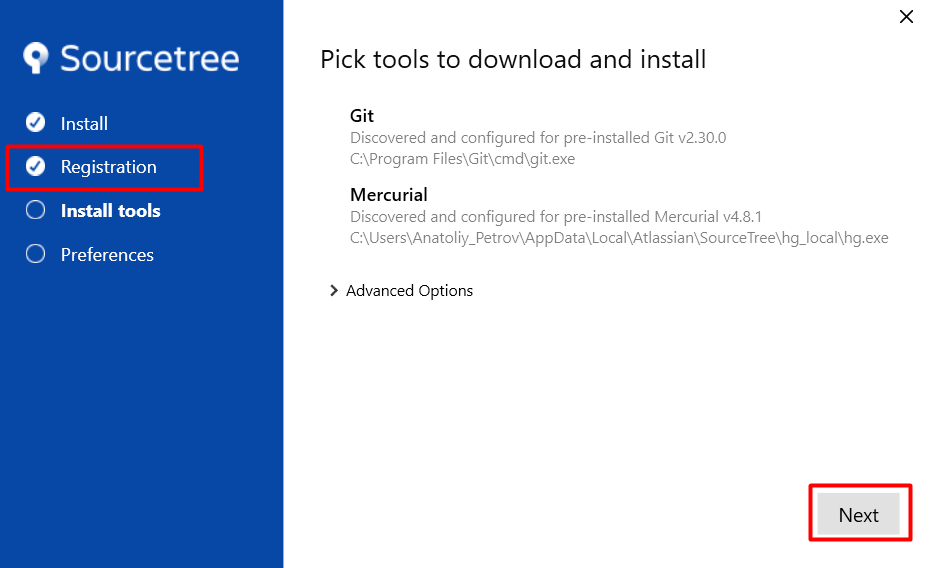 Sourcetree
Install
Registration
Install tools
Preferences
Pick tools to download and install
Git
Discovered and configured for pre-installed Git v2.30.0
C:\Program Files\Git\cmd\git.exe
Mercurial
Discovered and configured for pre-installed Mercurial v4.8.1
C:\Users\Anatoliy_Petrov\AppData\Local\Atlassian\SourceTree\hg_local\hg.exe
Advanced Options
Next